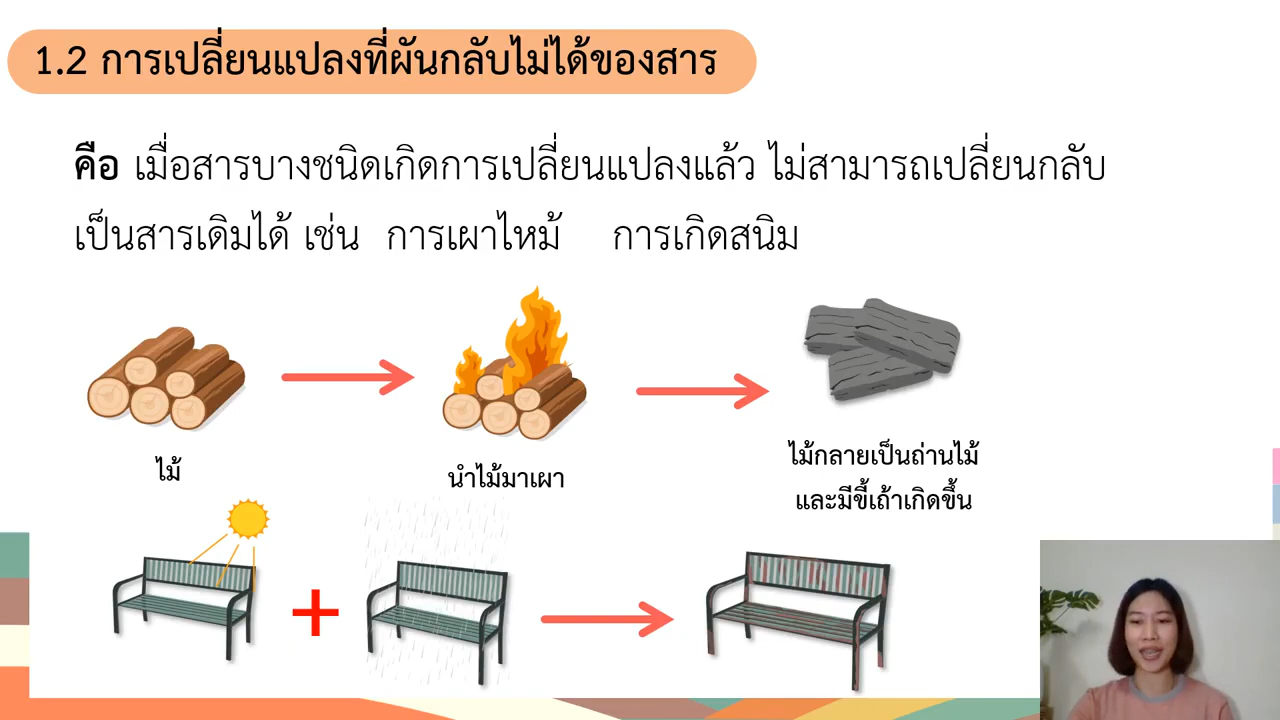 1.2 การเปลี่ยนแปลงที่ผันกลับไม่ได้ของสาร
คือ เมื่อสารบางชนิดเกิดการเปลี่ยนแปลงแล้ว ไม่สามารถเปลี่ยนกลับ
เป็นสารเดิมได้ เช่น การเผาไหม้ การเกิดสนิม
ไม้
นำไม้มาเผา
ไม้กลายเป็นถ่านไม้
และมีขี้เถ้าเกิดขึ้น
+